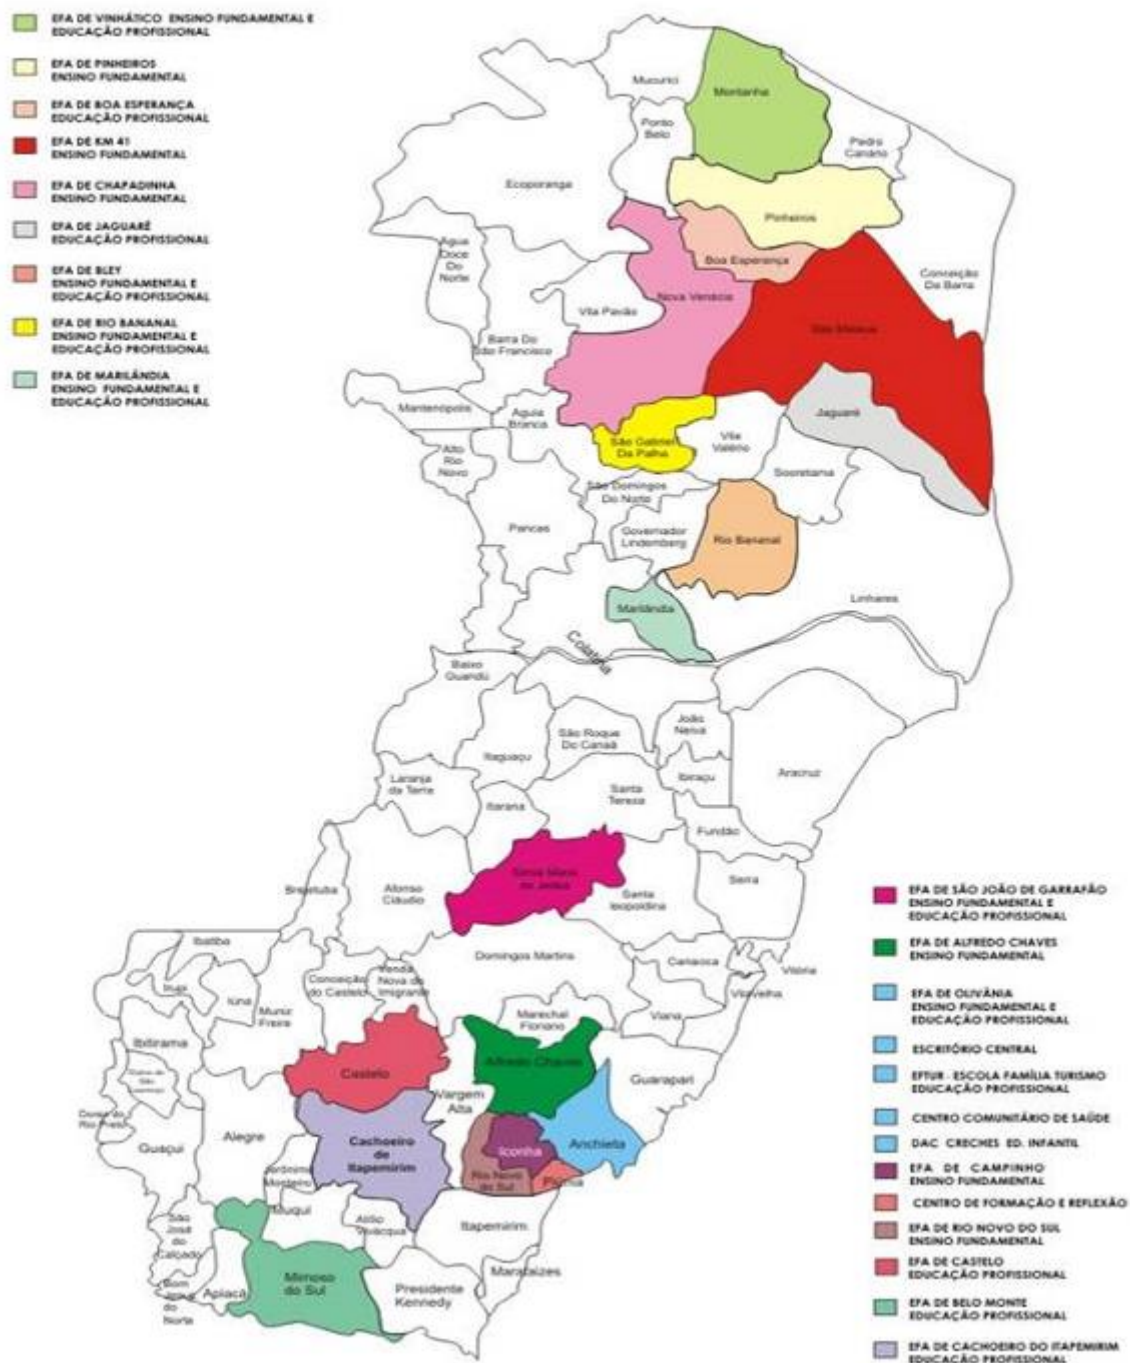 EFA DE VINHÁTICO ENSINO FUNDAMENTAL E
EDUCAÇÃO PROFISSIONAL
EFA DE PINHEIROS
ENSINO FUNDAMENTAL
EFA DE BOA ESPERANÇA
EDUCAÇÃO PROFISSIONAL
EFA DE KM 41
ENSINO FUNDAMENTAL
EFA DE CHAPADINHA
ENSINO FUNDAMENTAL
EFA DE JAGUARÉ
EDUCAÇÃO PROFISSIONAL
EFA DE BLEY
ENSINO FUNDAMENTAL E
EDUCAÇÃO PROFISSIONAL
EFA DE RIO BANANAL
ENSINO FUNDAMENTAL E
EDUCAÇÃO PROFISSIONAL
EFA DE MARILÂNDIA
ENSINO FUNDAMENTAL E
EDUCAÇÃO PROFISSIONAL
Mucurici
Montanha
Ponto
Belo
Pedro
Canário
Ecoporanga
Pinheiros
Água
Doce
Do
Norte
Boa Esperança
Conceição
Da Barra
Nova Venécia
Vila Pavão
São Mateus
Barra Do
São Francisco
Mantenópolis
Aguia
Branca
Jaguaré
São Gabriel
Da Palha
Vila
Valério
Alto
Rio
Novo
Sooretama
São Domingos
Do Norte
Pancas
Governador
Lindemberg
Rio Bananal
Linhares
Marilândia
Colatina
Baixo
Guandú
João
Neiva
São Roque
Do Canaã
Itaguaçu
Ibiraçu
Aracruz
Laranja
da Terre
Santa
Tereza
Itarana
Fundão
Serra
Brejetuba
Afonso
Cláudio
Santa
leopoldina
Ibatiba
Domingos Martins
Cariacica
Vitória
Conceição
do Castelo
Venda
Nova do
Imigrante
Vila velha
Iúna
Muniz
Freire
Marechal
Floriano
Viana
Ibitirama
Castelo
Alfredo Chaves
Guarapari
Vargem
Alta
Guaçuí
Alegre
Cachoeiro
de
Itapemirim
Iconha
Anchieta
Jerônimo
Monteiro
Rio Novo
do Sul
Piúma
Muqui
Atílio
Vivácqua
Itapemirim
São
José
do
Calçado
Marataízes
Mimoso
do Sul
Apiacá
Presidente
Kennedy
Bom
Jesus
do
Norte
EFA DE SÃO JOÃO DE GARRAFÃO
ENSINO FUNDAMENTAL E
EDUCAÇÃO PROFISSIONAL
EFA DE ALFREDO CHAVES
ENSINO FUNDAMENTAL
EFA DE OLIVÂNIA
ENSINO FUNDAMENTAL E
EDUCAÇÃO PROFISSIONAL
ESCRITÓRIO CENTRAL
EFTUR - ESCOLA FAMÍLIA TURISMO
EDUCAÇÃO PROFISSIONAL
CENTRO COMUNITÁRIO DE SAÚDE
DAC CRECHES ED. INFANTIL
EFA DE CAMPINHO
ENSINO FUNDAMENTAL
CENTRO DE FORMAÇÃO E REFLEXÃO
EFA DE RIO NOVO DO SUL
ENSINO FUNDAMENTAL
EFA DE CASTELO
EDUCAÇÃO PROFISSIONAL
EFA DE BELO MONTE
EDUCAÇÃO PROFISSIONAL
EFA DE CACHOEIRO DO ITAPEMIRIM
EDUCAÇÃO PROFISSIONAL